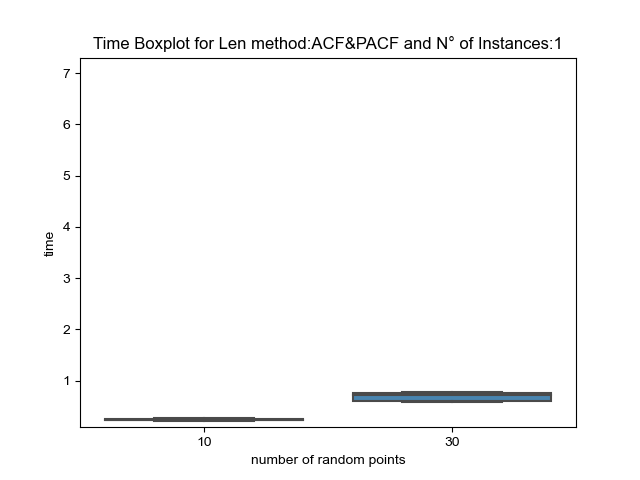 Time Boxplot for Len method:ACF&PACF and N° of Instances:1
7
6
5
4
3
2
1
time
10 30
number of random points